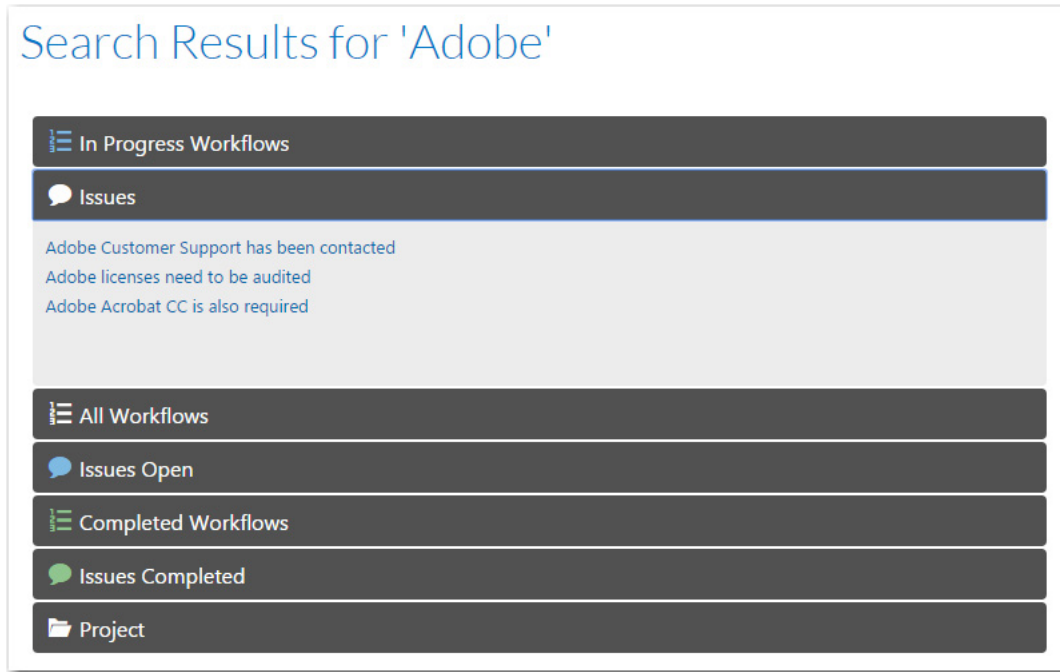 Search Results for 'Adobe'
In Progress Workflows
Issues
Adobe Customer Support has been contacted
Adobe licenses need to be audited
Adobe Acrobat CC is also required
All Workflows
Issues Open
Completed Workflows
Issues Completed
Project